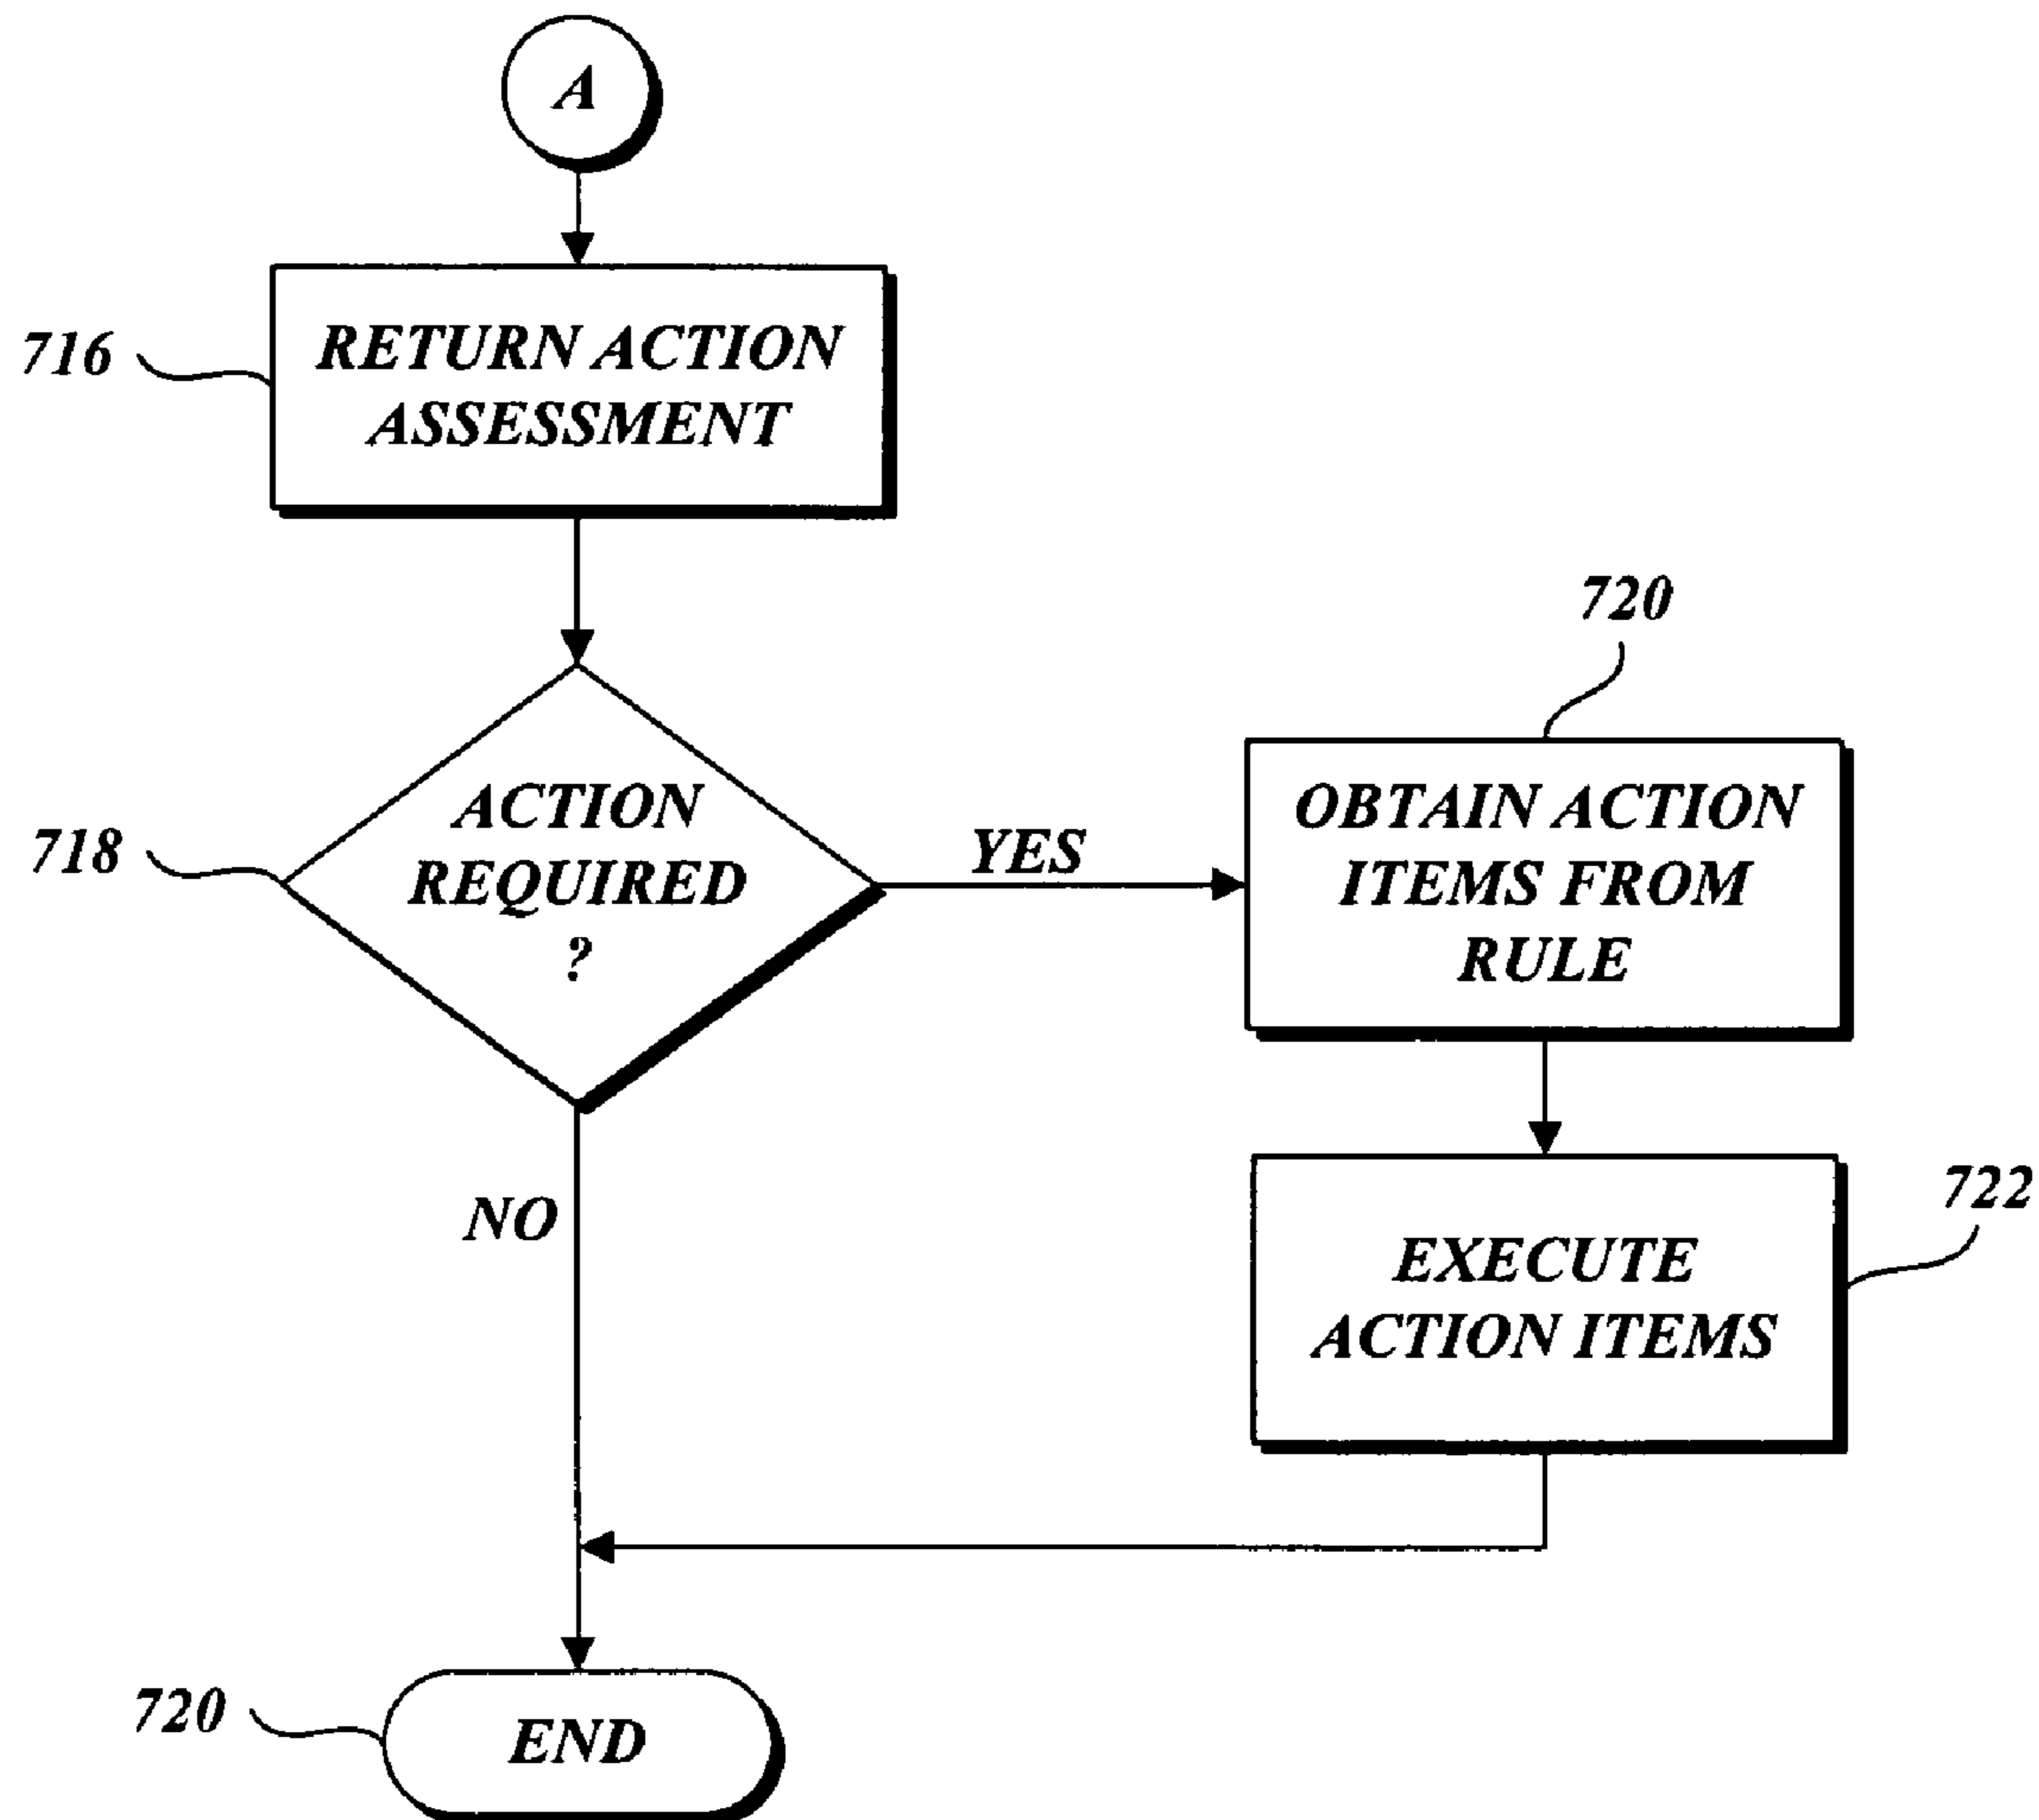 A
716
RETURN ACTION
ASSESSMENT
718
ACTION
REQUIRED
?
YES
NO
720
OBTAIN ACTION
ITEMS FROM
RULE
722
EXECUTE
ACTION ITEMS
720
END